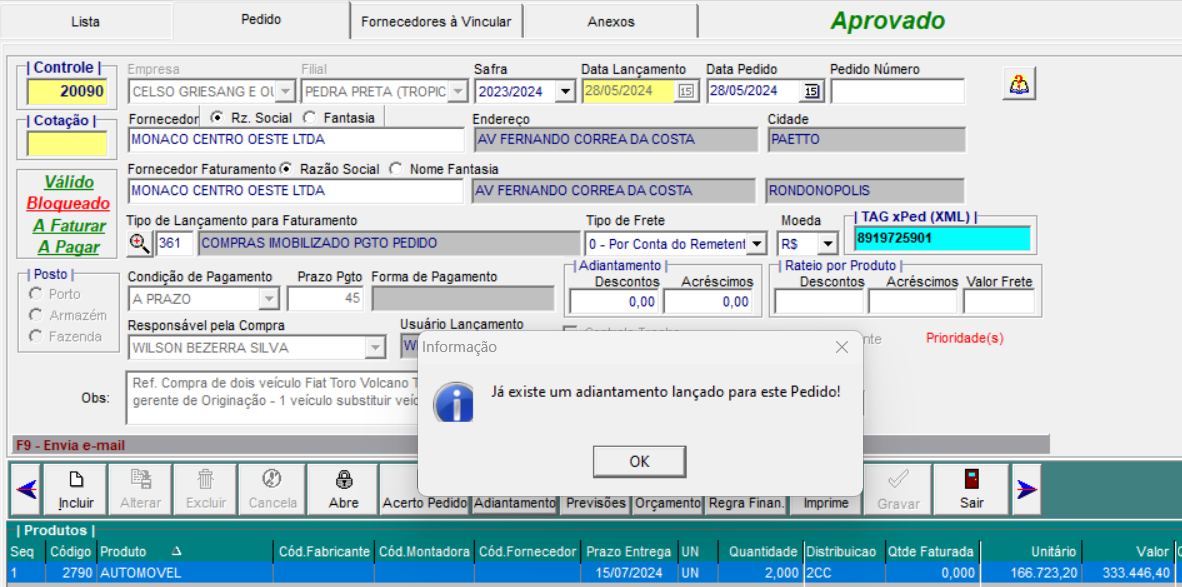 Lista
Pedido
Fornecedores à Vincular
Anexos
Aprovado
Controle
Empresa
Filial
Safra
Data Lançamento
Data Pedido
Pedido Número
20090
CELSO GRIESANG E OU
PEDRA PRETA (TROPIC
2023/2024
28/05/2024
15
28/05/2024
15
Cotação
Fornecedor
Rz. Social
Fantasia
Endereço
Cidade
MONACO CENTRO OESTE LTDA
AV FERNANDO CORREA DA COSTA
PAETTO
Fornecedor Faturamento
Razão Social
Nome Fantasia
MONACO CENTRO OESTE LTDA
AV FERNANDO CORREA DA COSTA
RONDONOPOLIS
Válido
Bloqueado
A Faturar
A Pagar
Tipo de Lançamento para Faturamento
Tipo de Frete
Moeda
TAG xPed (XML)
361
COMPRAS IMOBILIZADO PGTO PEDIDO
0 - Por Conta do Remetent
R$
8919725901
Posto
Porto
Armazém
Fazenda
Condição de Pagamento
Prazo Pgto
Forma de Pagamento
Adiantamento
Descontos
Acréscimos
Rateio por Produto
Descontos
Acréscimos
Valor Frete
A PRAZO
45
0,00
0,00
Responsável pela Compra
Usuário Lançamento
WILSON BEZERRA SILVA
Prioridade(s)
Obs:
Ref. Compra de dois veículo Fiat Toro Volcano T
gerente de Originação - 1 veículo substituir veíc
Informação
Já existe um adiantamento lançado para este Pedido!
OK
F9 - Envia e-mail
Incluir
Alterar
Excluir
Cancela
Abre
Acerto Pedido
Adiantamento
Previsões
Orçamento
Regra Finan.
Imprime
Gravar
Sair
Produtos
Seq
Código
Produto
Cód.Fabricante
Cód.Montadora
Cód.Fornecedor
Prazo Entrega
UN
Quantidade
Distribuicao
Qtde Faturada
Unitário
Valor
1
2790
AUTOMOVEL
15/07/2024
UN
2,000
2CC
0,000
166.723,20
333.446,40